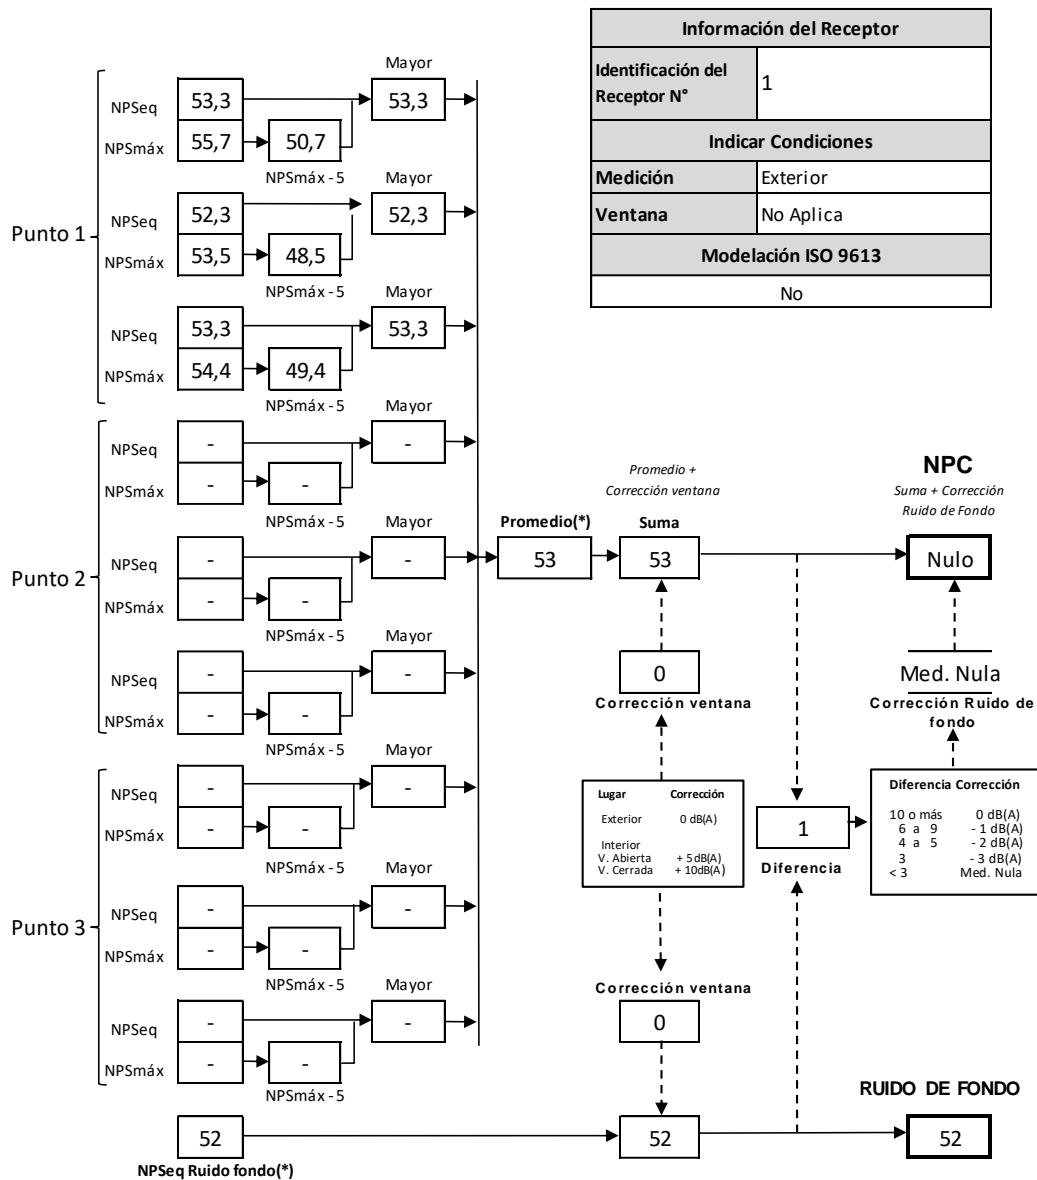 Información del Receptor
Identificación del Receptor N°
1
Indicar Condiciones
Medición
Exterior
Ventana
No Aplica
Modelación ISO 9613
No
Punto 1
Mayor
NPSeq
53,3
53,3
NPSmáx
55,7
50,7
NPSmáx - 5
Mayor
NPSeq
52,3
52,3
NPSmáx
53,5
48,5
NPSmáx - 5
Mayor
NPSeq
53,3
53,3
NPSmáx
54,4
49,4
NPSmáx - 5
Punto 2
Mayor
NPSeq
-
-
NPSmáx
-
-
NPSmáx - 5
Mayor
NPSeq
-
-
NPSmáx
-
-
NPSmáx - 5
Mayor
NPSeq
-
-
NPSmáx
-
-
NPSmáx - 5
Punto 3
Mayor
NPSeq
-
-
NPSmáx
-
-
NPSmáx - 5
Mayor
NPSeq
-
-
NPSmáx
-
-
NPSmáx - 5
Mayor
NPSeq
-
-
NPSmáx
-
-
NPSmáx - 5
52
NPSeq Ruido fondo(*)
Promedio(*)
53
Promedio +
Corrección ventana
Suma
53
0
Corrección ventana
Lugar Corrección
Exterior 0 dB(A)
Interior
V. Abierta + 5dB(A)
V. Cerrada + 10dB(A)
Corrección ventana
0
52
1
Diferencia
NPC
Suma + Corrección
Ruido de Fondo
Nulo
Med. Nula
Corrección Ruido de
fondo
Diferencia Corrección
10 o más 0 dB(A)
6 a 9 - 1 dB(A)
4 a 5 - 2 dB(A)
3 - 3 dB(A)
< 3 Med. Nula
RUIDO DE FONDO
52